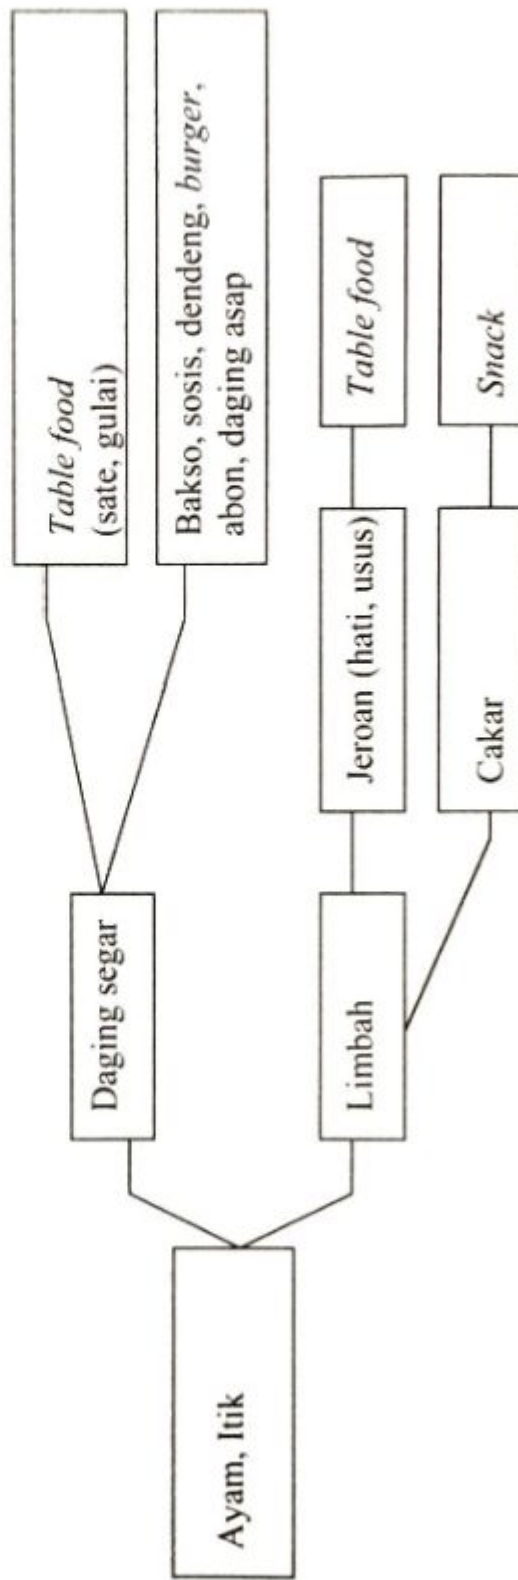 Ayam, Itik
Daging segar
Table food
(sate, gulai)
Bakso, sosis, dendeng, burger,
abon, daging asap
Limbah
Jeroan (hati, usus)
Table food
Cakar
Snack